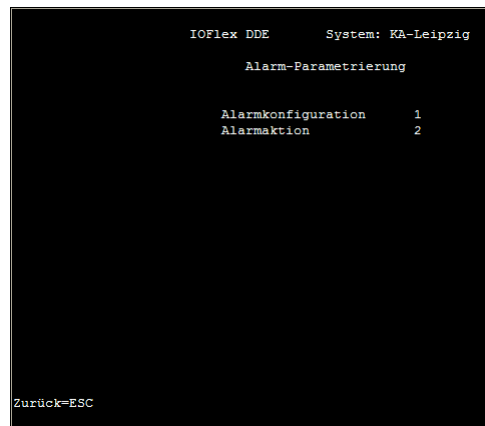 IOFlex DDE System: KA-Leipzig
Alarm-Parametrierung
Alarmkonfiguration 1
Alarmaktion 2
Zurück=ESC